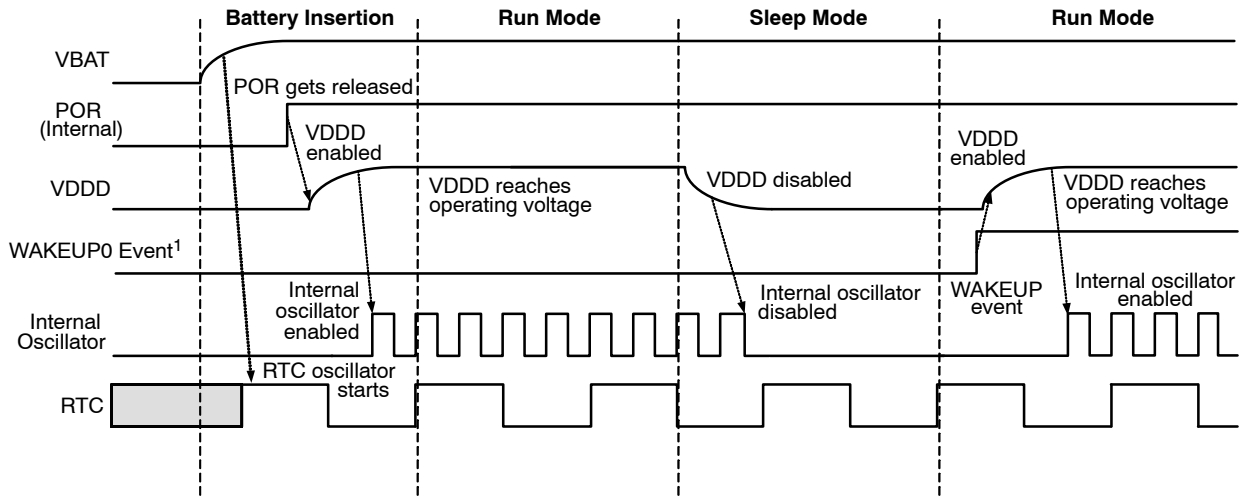 Battery Insertion
Run Mode
Sleep Mode
Run Mode
VBAT
POR gets released
POR
(Internal)
VDDD
enabled
VDDD
enabled
VDDD
VDDD reaches
operating voltage
VDDD disabled
VDDD reaches
operating voltage
WAKEUP0 Event1
Internal
oscillator
enabled
Internal oscillator
disabled
WAKEUP
event
Internal oscillator
enabled
Internal
Oscillator
RTC oscillator
starts
RTC